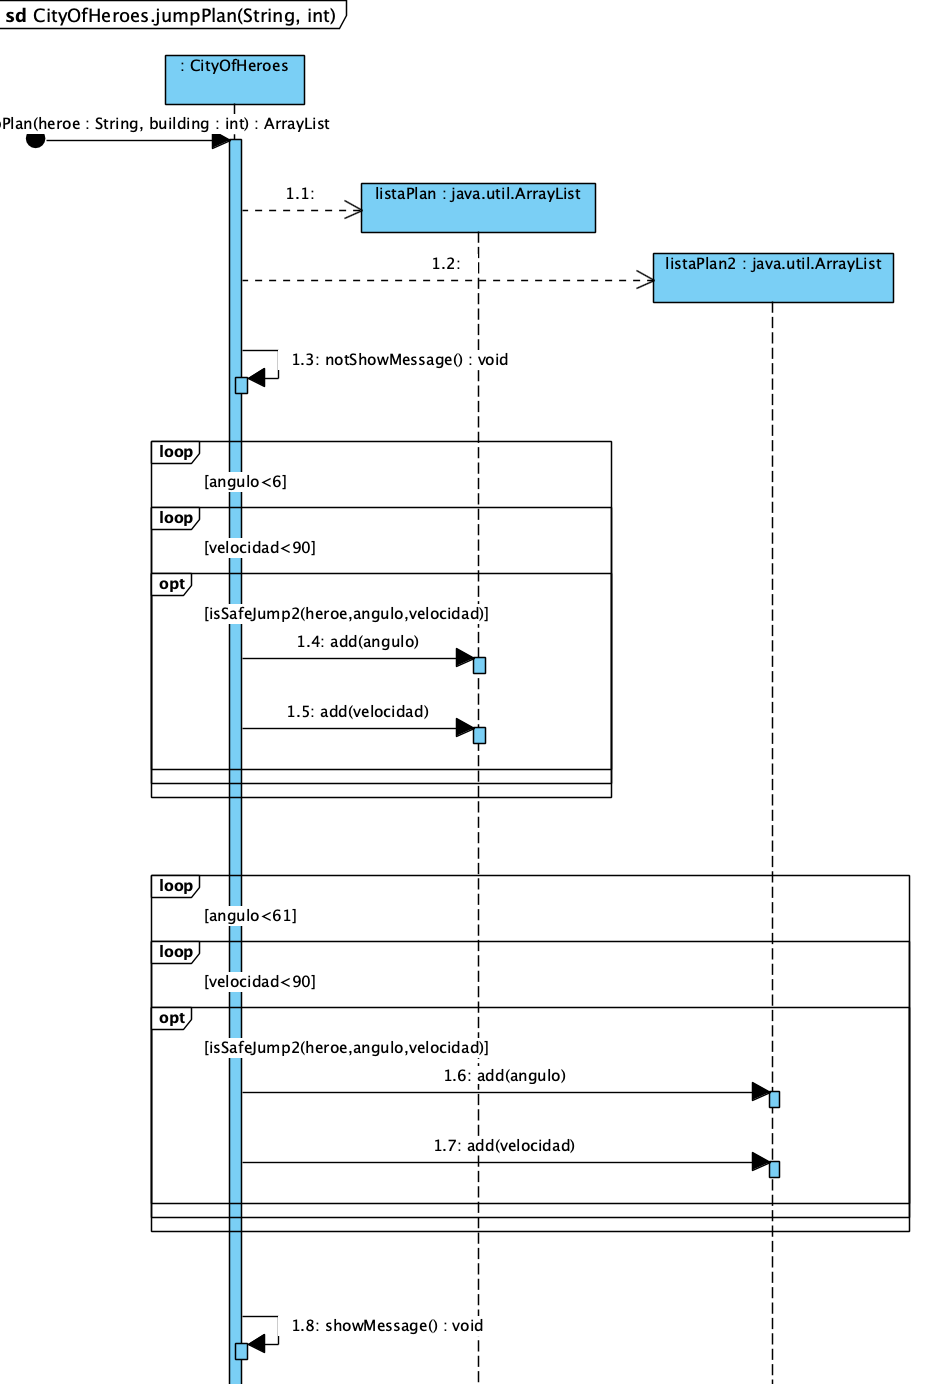 sd CityOfHeroes.jumpPlan(String, int)
: CityOfHeroes
Plan(heroe : String, building : int) : ArrayList
1.1:
listaPlan : java.util.ArrayList
1.2:
listaPlan2 : java.util.ArrayList
1.3: notShowMessage() : void
loop
[angulo<6]
loop
[velocidad<90]
opt
[isSafeJump2(heroe,angulo,velocidad)]
1.4: add(angulo)
1.5: add(velocidad)
loop
[angulo<61]
loop
[velocidad<90]
opt
[isSafeJump2(heroe,angulo,velocidad)]
1.6: add(angulo)
1.7: add(velocidad)
1.8: showMessage() : void